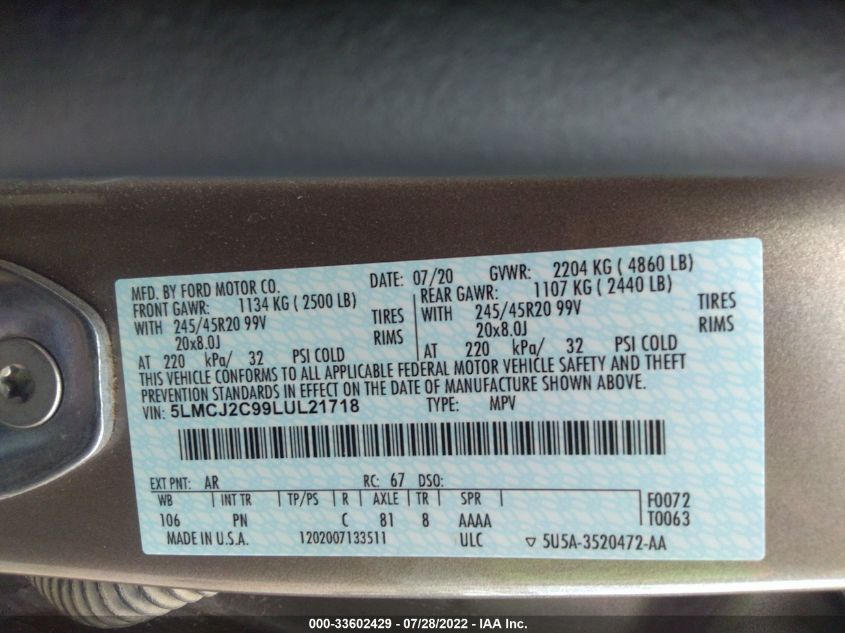 MFD. BY FORD MOTOR CO. DATE: 07/20 GVWR: 2204 KG ( 4860 LB)
FRONT GAWR: 1134 KG ( 2500 LB) REAR GAWR: 1107 KG ( 2440 LB)
WITH 245/45R20 99V TIRES WITH 245/45R20 99V TIRES
20x8.0J RIMS 20x8.0J RIMS
AT 220 kPa/ 32 PSI COLD AT 220 kPa/ 32 PSI COLD
THIS VEHICLE CONFORMS TO ALL APPLICABLE FEDERAL MOTOR VEHICLE SAFETY AND THEFT
PREVENTION STANDARDS IN EFFECT ON THE DATE OF MANUFACTURE SHOWN ABOVE.
VIN: 5LMCJ2C99LUL21718 TYPE: MPV
EXT PNT: AR RC: 67 DSO:
WB INT TR TP/PS R AXLE TR SPR F0072
106 PN C 81 8 AAAA T0063
MADE IN U.S.A. 1202007133511 ULC ▽ 5U5A-3520472-AA
000-33602429 - 07/28/2022 - IAA Inc.